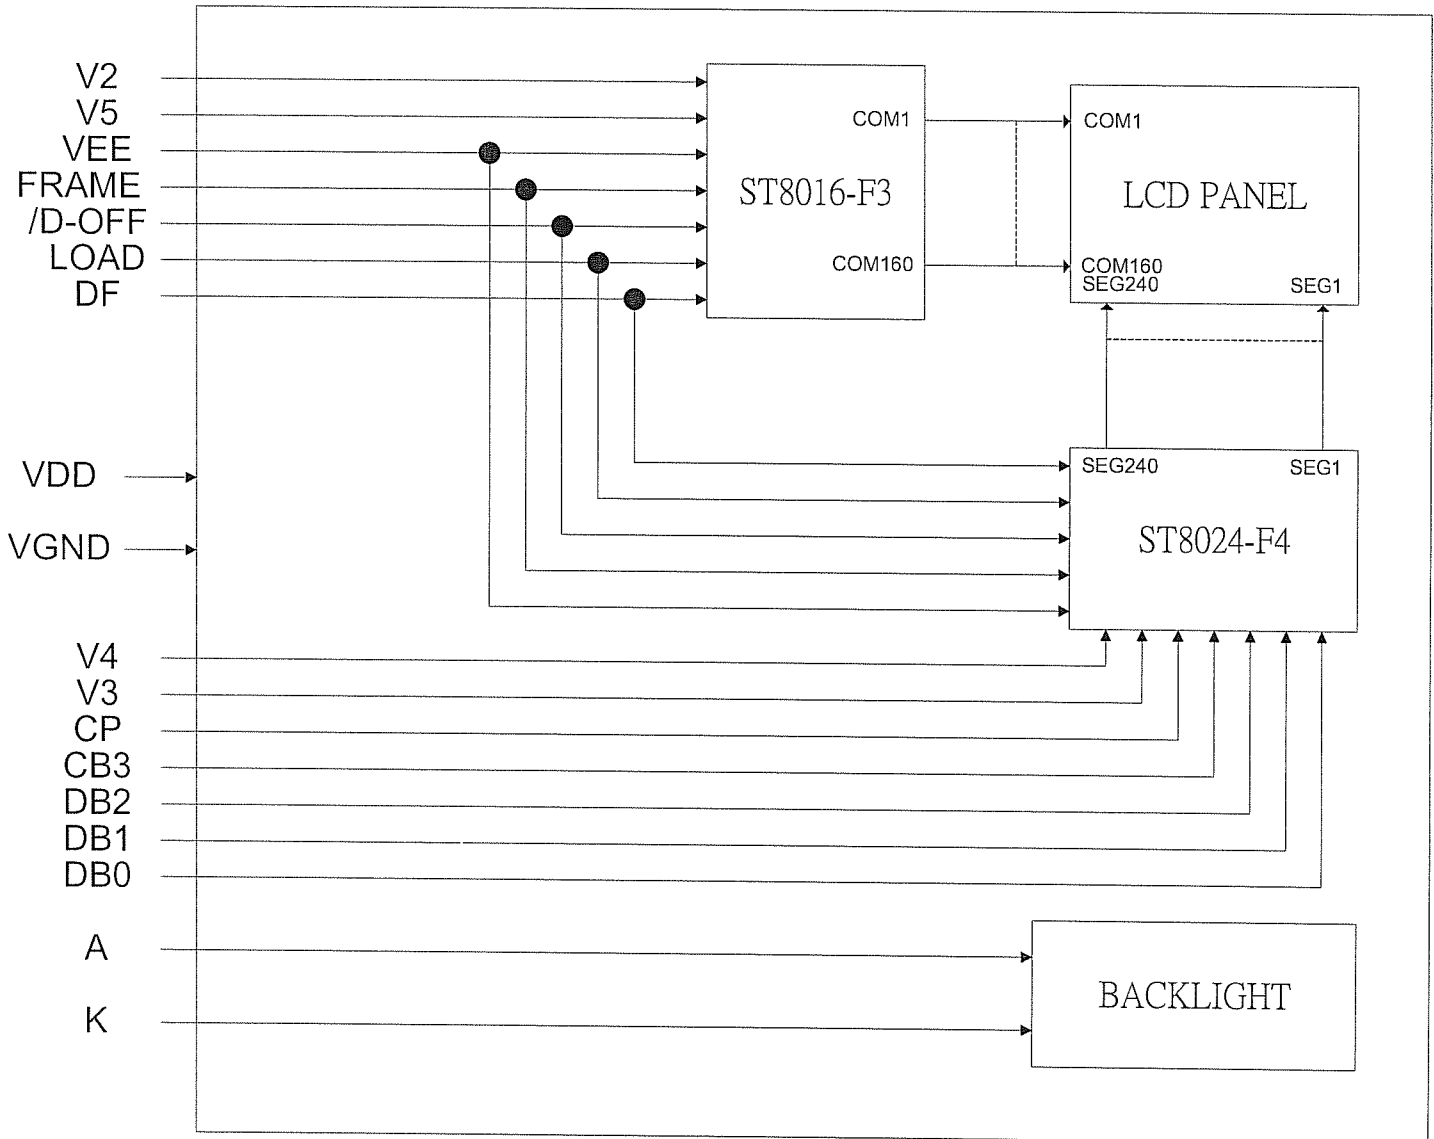 V2
V5
VEE
FRAME
/D-OFF
LOAD
DF
COM1
ST8016-F3
COM160
COM1
LCD PANEL
COM160
SEG240
SEG1
VDD
VGND
SEG240
SEG1
ST8024-F4
V4
V3
CP
CB3
DB2
DB1
DB0
A
K
BACKLIGHT